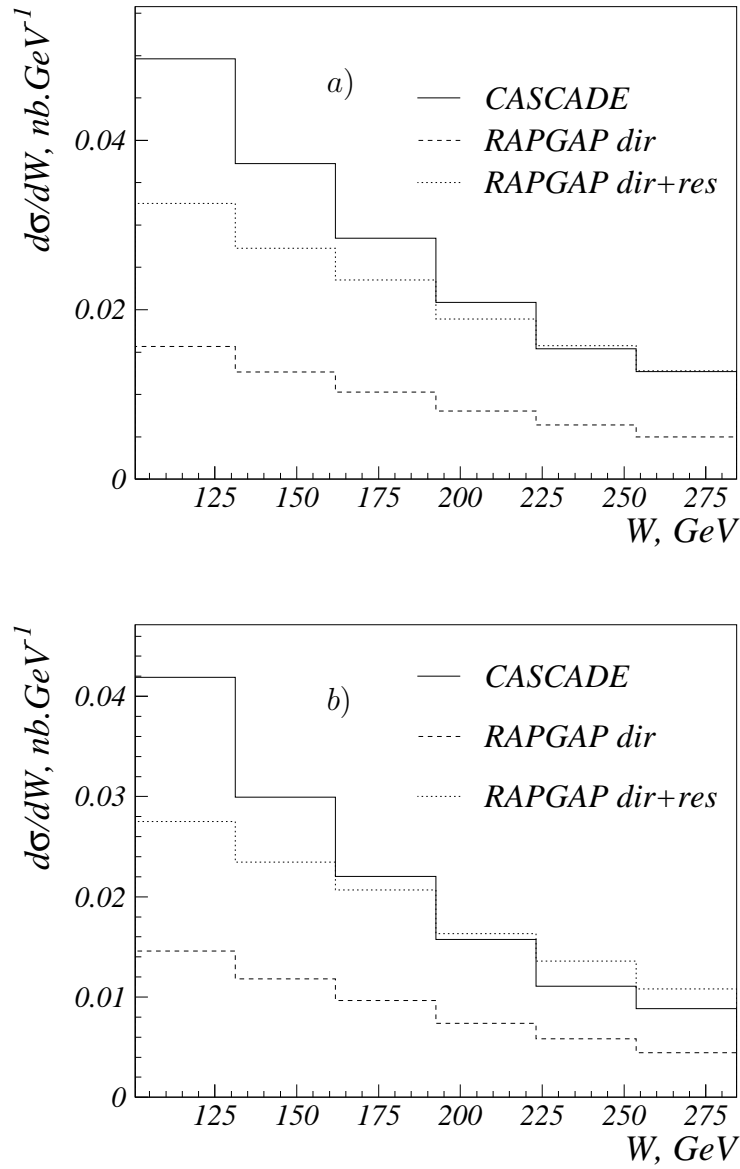 dσ/dW, nb.GeV⁻¹
a)
CASCADE
RAPGAP dir
RAPGAP dir+res
0.04
0.02
0
125 150 175 200 225 250 275
W, GeV
dσ/dW, nb.GeV⁻¹
b)
CASCADE
RAPGAP dir
RAPGAP dir+res
0.04
0.03
0.02
0.01
0
125 150 175 200 225 250 275
W, GeV